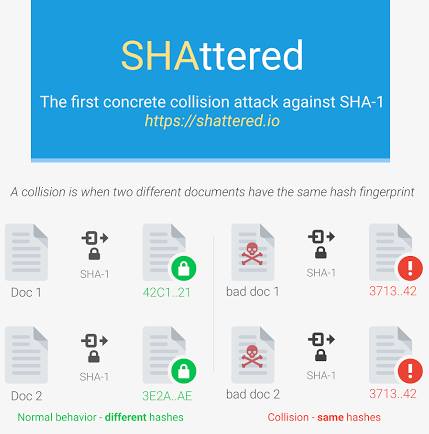 SHAttered
The first concrete collision attack against SHA-1
https://shattered.io
A collision is when two different documents have the same hash fingerprint
Doc 1
SHA-1
42C1..21
bad doc 1
SHA-1
3713..42
Doc 2
SHA-1
3E2A..AE
bad doc 2
SHA-1
3713..42
Normal behavior - different hashes
Collision - same hashes